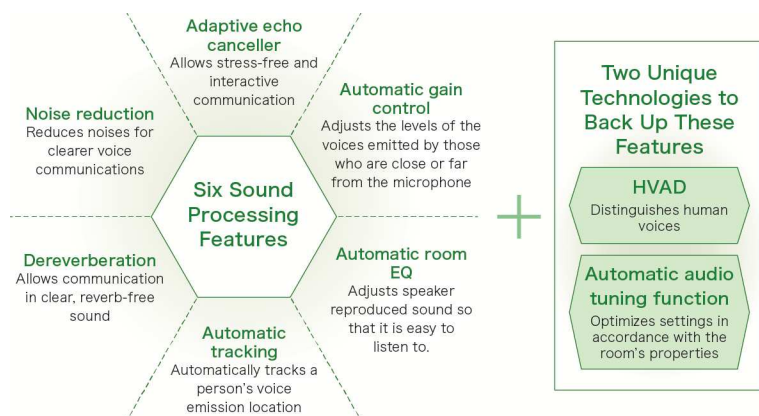 Adaptive echo
canceller
Allows stress-free and
interactive
communication
Automatic gain
control
Adjusts the levels of the
voices emitted by those
who are close or far
from the microphone
Noise reduction
Reduces noises for
clearer voice
communications
Six Sound
Processing
Features
Dereverberation
Allows communication
in clear, reverb-free
sound
Automatic room
EQ
Adjusts speaker
reproduced sound so
that it is easy to
listen to.
Automatic
tracking
Automatically tracks a
person's voice
emission location
+
Two Unique
Technologies to
Back Up These
Features
HVAD
Distinguishes human
voices
Automatic audio
tuning function
Optimizes settings in
accordance with the
room's properties